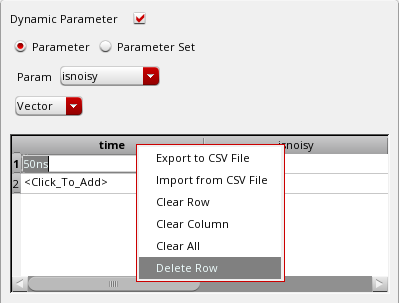 Dynamic Parameter
Parameter Parameter Set
Param isnoisy
Vector
time isnoisy
1 50ns
2 <Click_To_Add>
Export to CSV File
Import from CSV File
Clear Row
Clear Column
Clear All
Delete Row